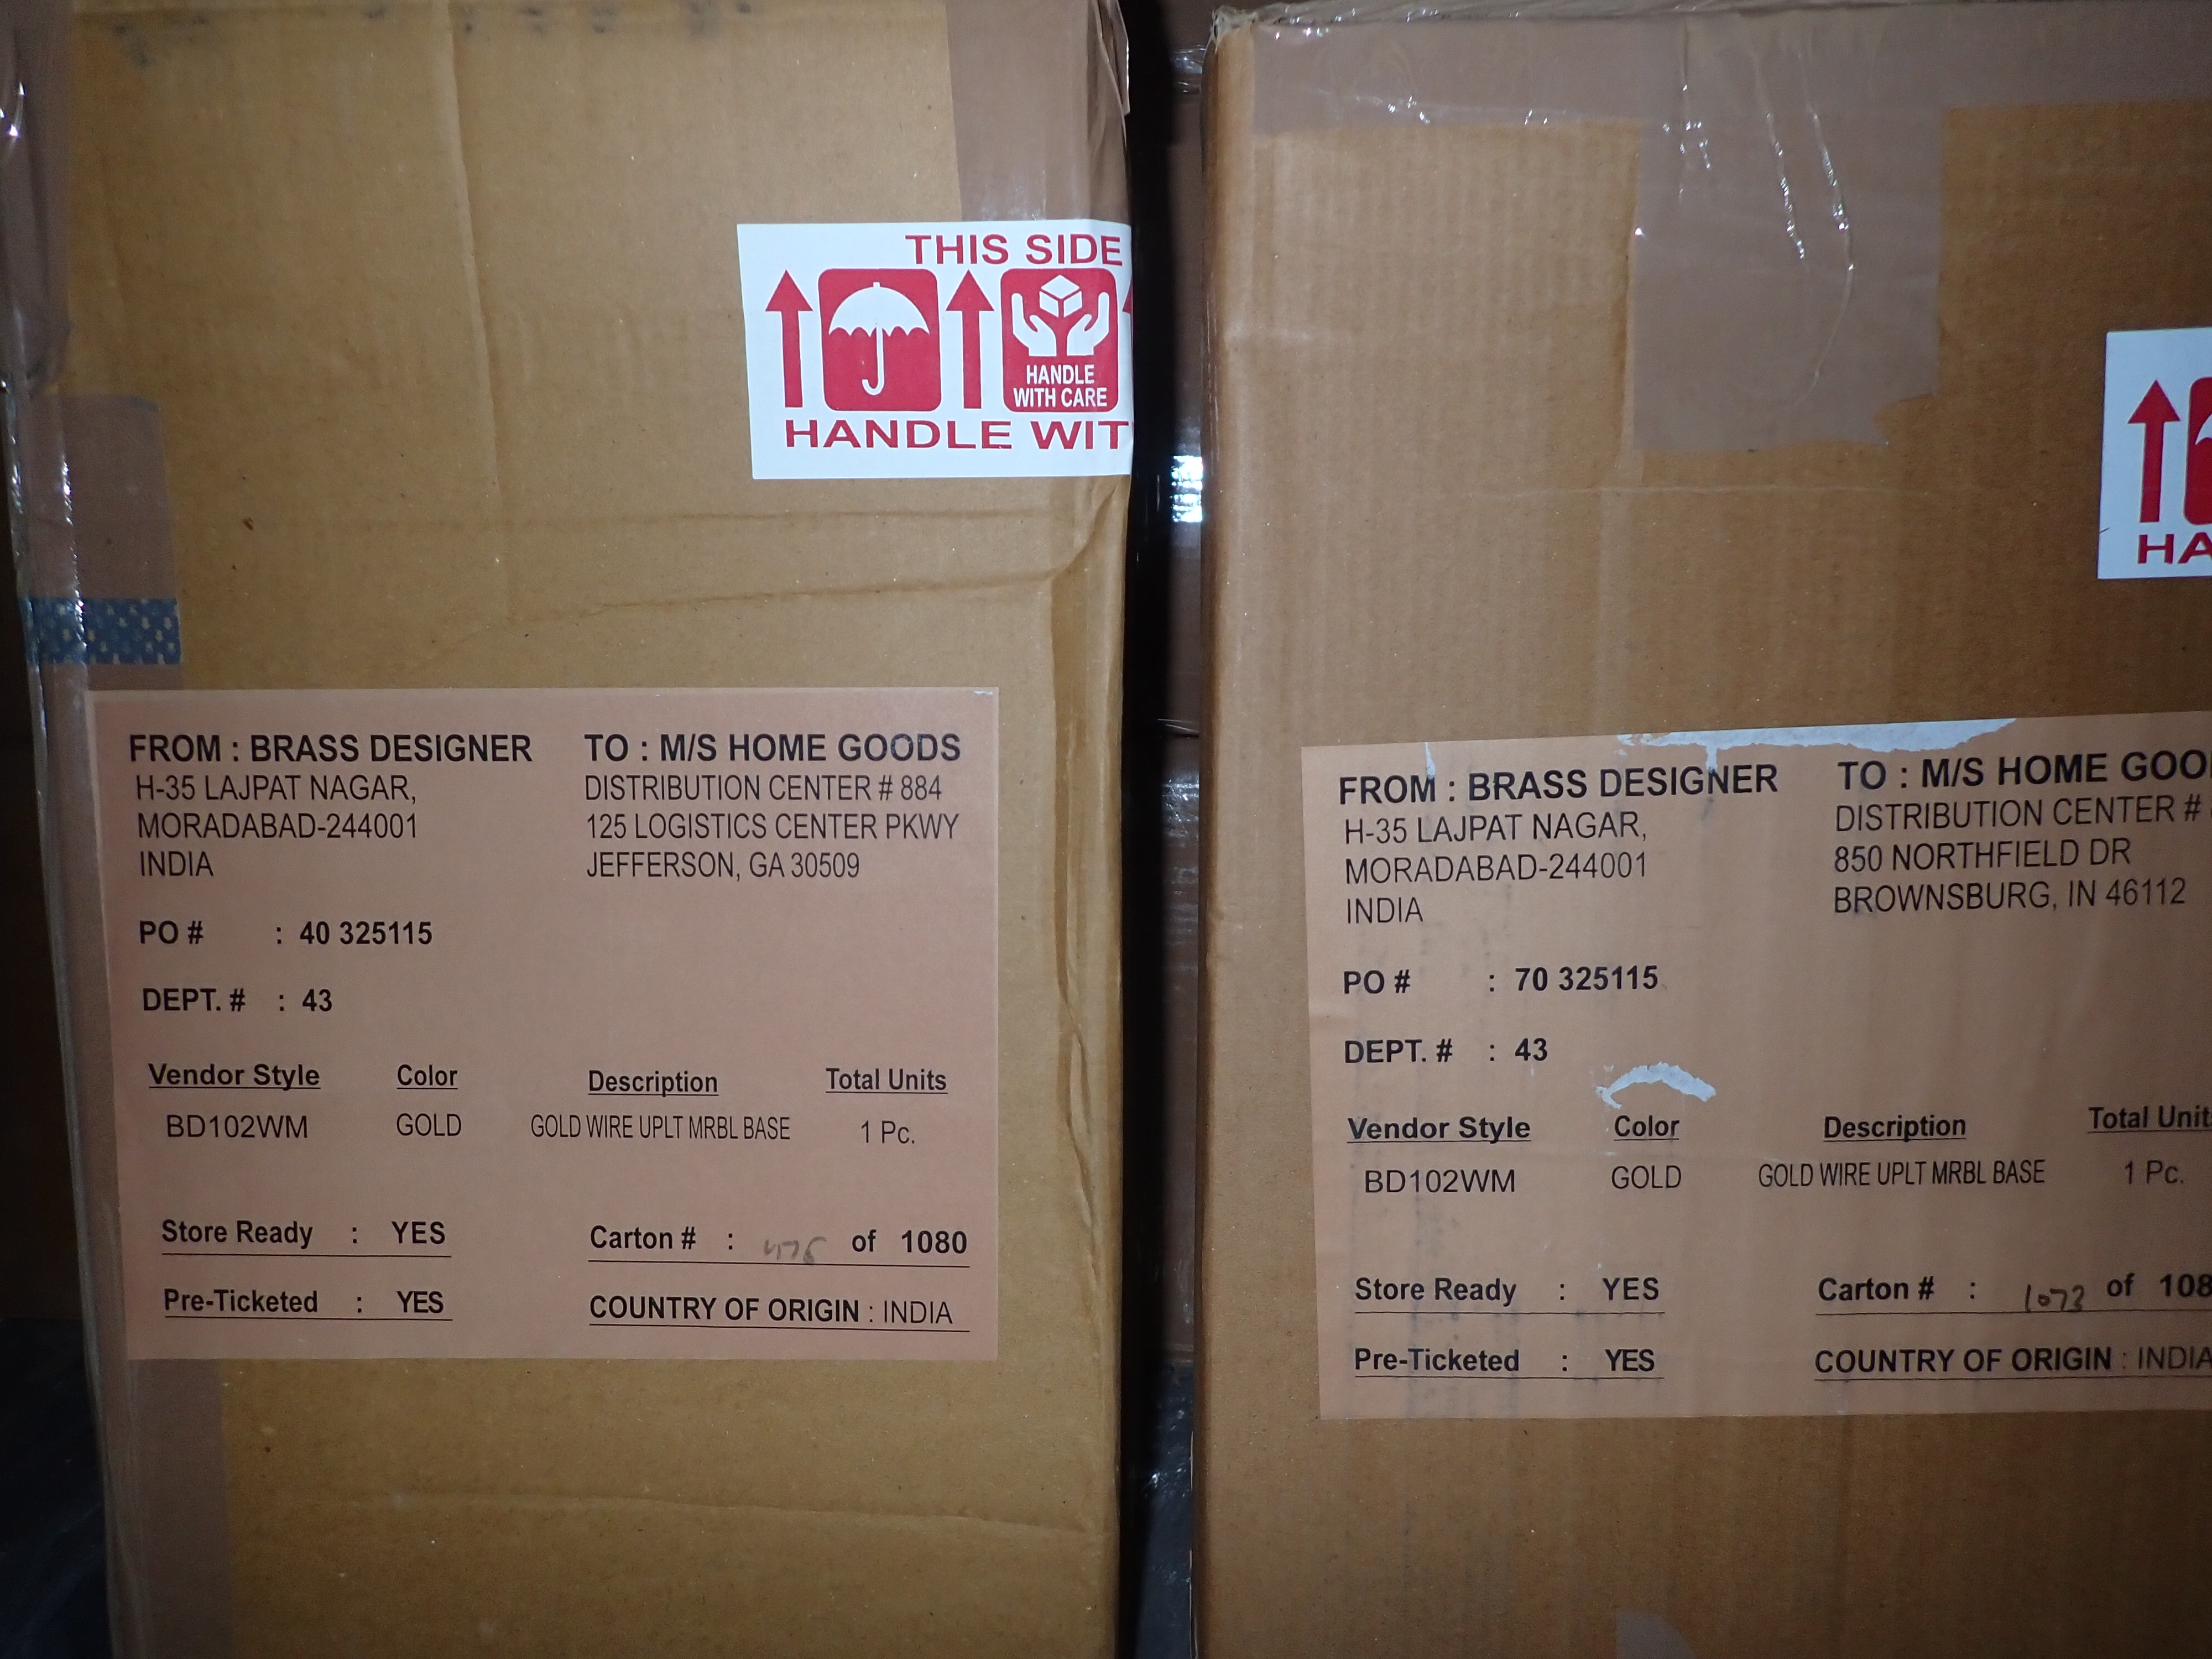 THIS SIDE
HANDLE
WITH CARE
HANDLE WIT
FROM : BRASS DESIGNER
H-35 LAJPAT NAGAR,
MORADABAD-244001
INDIA
TO : M/S HOME GOODS
DISTRIBUTION CENTER # 884
125 LOGISTICS CENTER PKWY
JEFFERSON, GA 30509
PO # : 40 325115
DEPT. # : 43
Vendor Style Color Description Total Units
BD102WM GOLD GOLD WIRE UPLT MRBL BASE 1 Pc.
Store Ready : YES
Carton # : of 1080
Pre-Ticketed : YES
COUNTRY OF ORIGIN : INDIA
HA
FROM : BRASS DESIGNER
H-35 LAJPAT NAGAR,
MORADABAD-244001
INDIA
TO : M/S HOME GOO
DISTRIBUTION CENTER #
850 NORTHFIELD DR
BROWNSBURG, IN 46112
PO # : 70 325115
DEPT. # : 43
Vendor Style Color Description Total Unit
BD102WM GOLD GOLD WIRE UPLT MRBL BASE 1 Pc.
Store Ready : YES
Carton # : 1073 of 108
Pre-Ticketed : YES
COUNTRY OF ORIGIN : INDIA